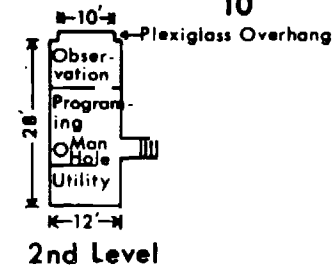 10
10'
Plexiglass Overhang
Obser-
vation
Program-
ing
Man
Hole
Utility
28'
12'
2nd Level